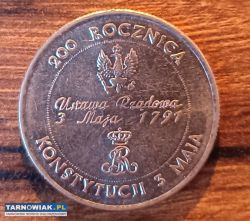 200 ROCZNICA
Ustawa Rządowa
3 Maja 1791
KONSTYTUCJI 3 MAJA
TARNOWIAK.PL